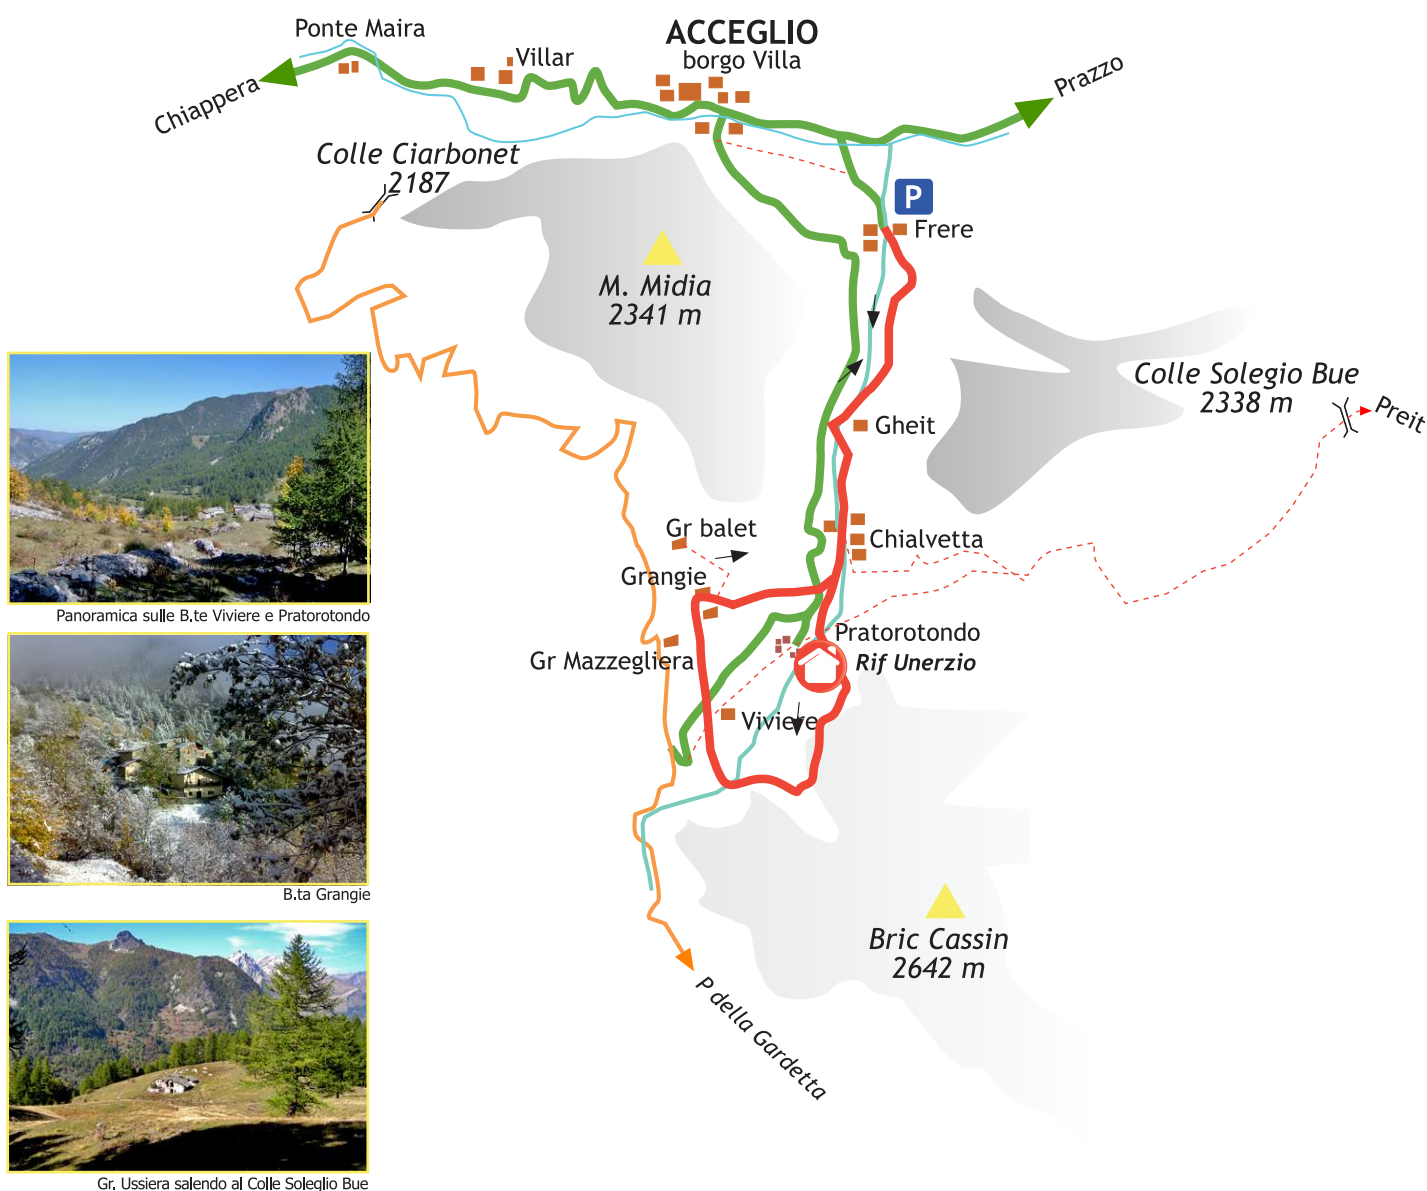 Ponte Maira
Villar
ACCEGLIO
borgo Villa
Chiappera
Prazzo
Colle Ciarbonet
2187
P
Frere
M. Midia
2341 m
Colle Solegio Bue
2338 m
Preit
Gheit
Gr balet
Chialvetta
Grangie
Pratorotondo
Rif Unerzio
Gr Mazzegliera
Viviere
Bric Cassin
2642 m
P della Gardetta
Panoramica sulle B.te Viviere e Pratorotondo
B.ta Grangie
Gr. Ussiera salendo al Colle Soleglio Bue